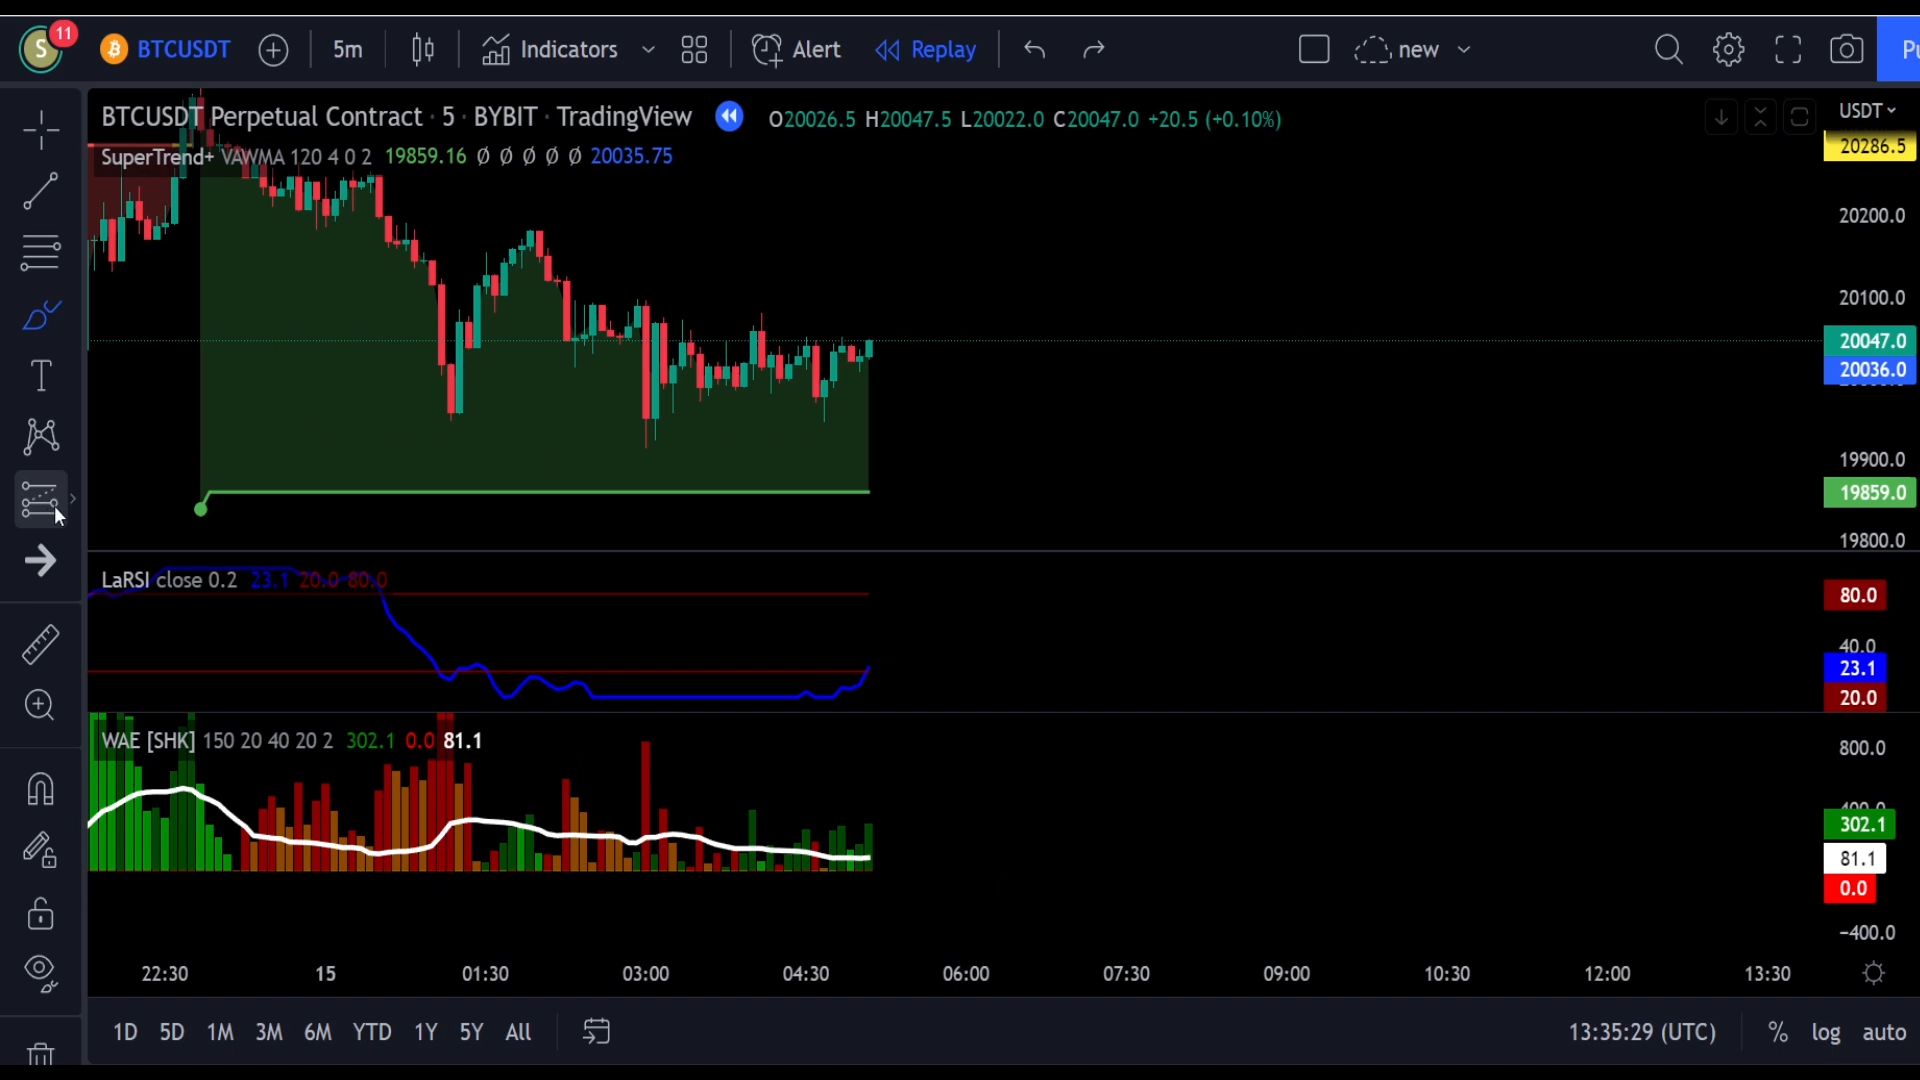 S 11 BTCUSDT 5m Indicators Alert Replay new
BTCUSDT Perpetual Contract · 5 · BYBIT · TradingView O20026.5 H20047.5 L20022.0 C20047.0 +20.5 (+0.10%)
SuperTrend+ VAWMA 120 4 0 2 19859.16 Ø Ø Ø Ø Ø 20035.75
USDT
20286.5
20200.0
20100.0
20047.0
20036.0
19900.0
19859.0
19800.0
LaRSI close 0.2 23.1 20.0 80.0
80.0
40.0
23.1
20.0
WAE [SHK] 150 20 40 20 2 302.1 0.0 81.1
800.0
400.0
302.1
81.1
0.0
−400.0
22:30 15 01:30 03:00 04:30 06:00 07:30 09:00 10:30 12:00 13:30
1D 5D 1M 3M 6M YTD 1Y 5Y All 13:35:29 (UTC) % log auto